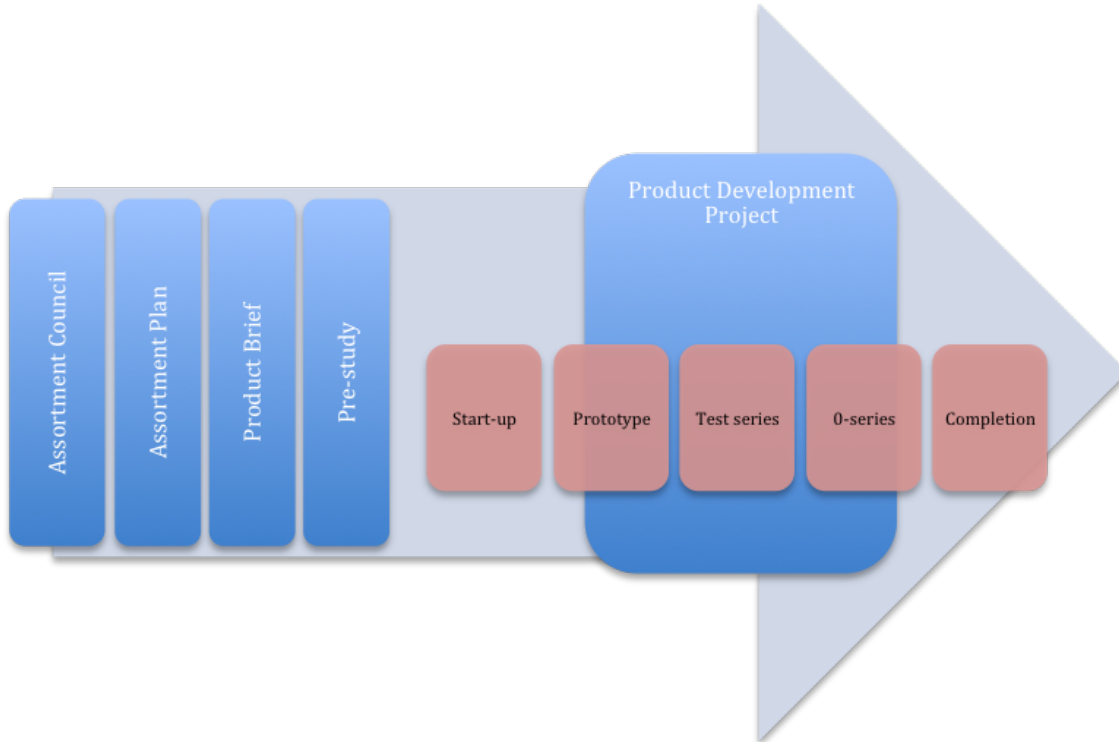 Assortment Council
Assortment Plan
Product Brief
Pre-study
Product Development
Project
Start-up
Prototype
Test series
0-series
Completion